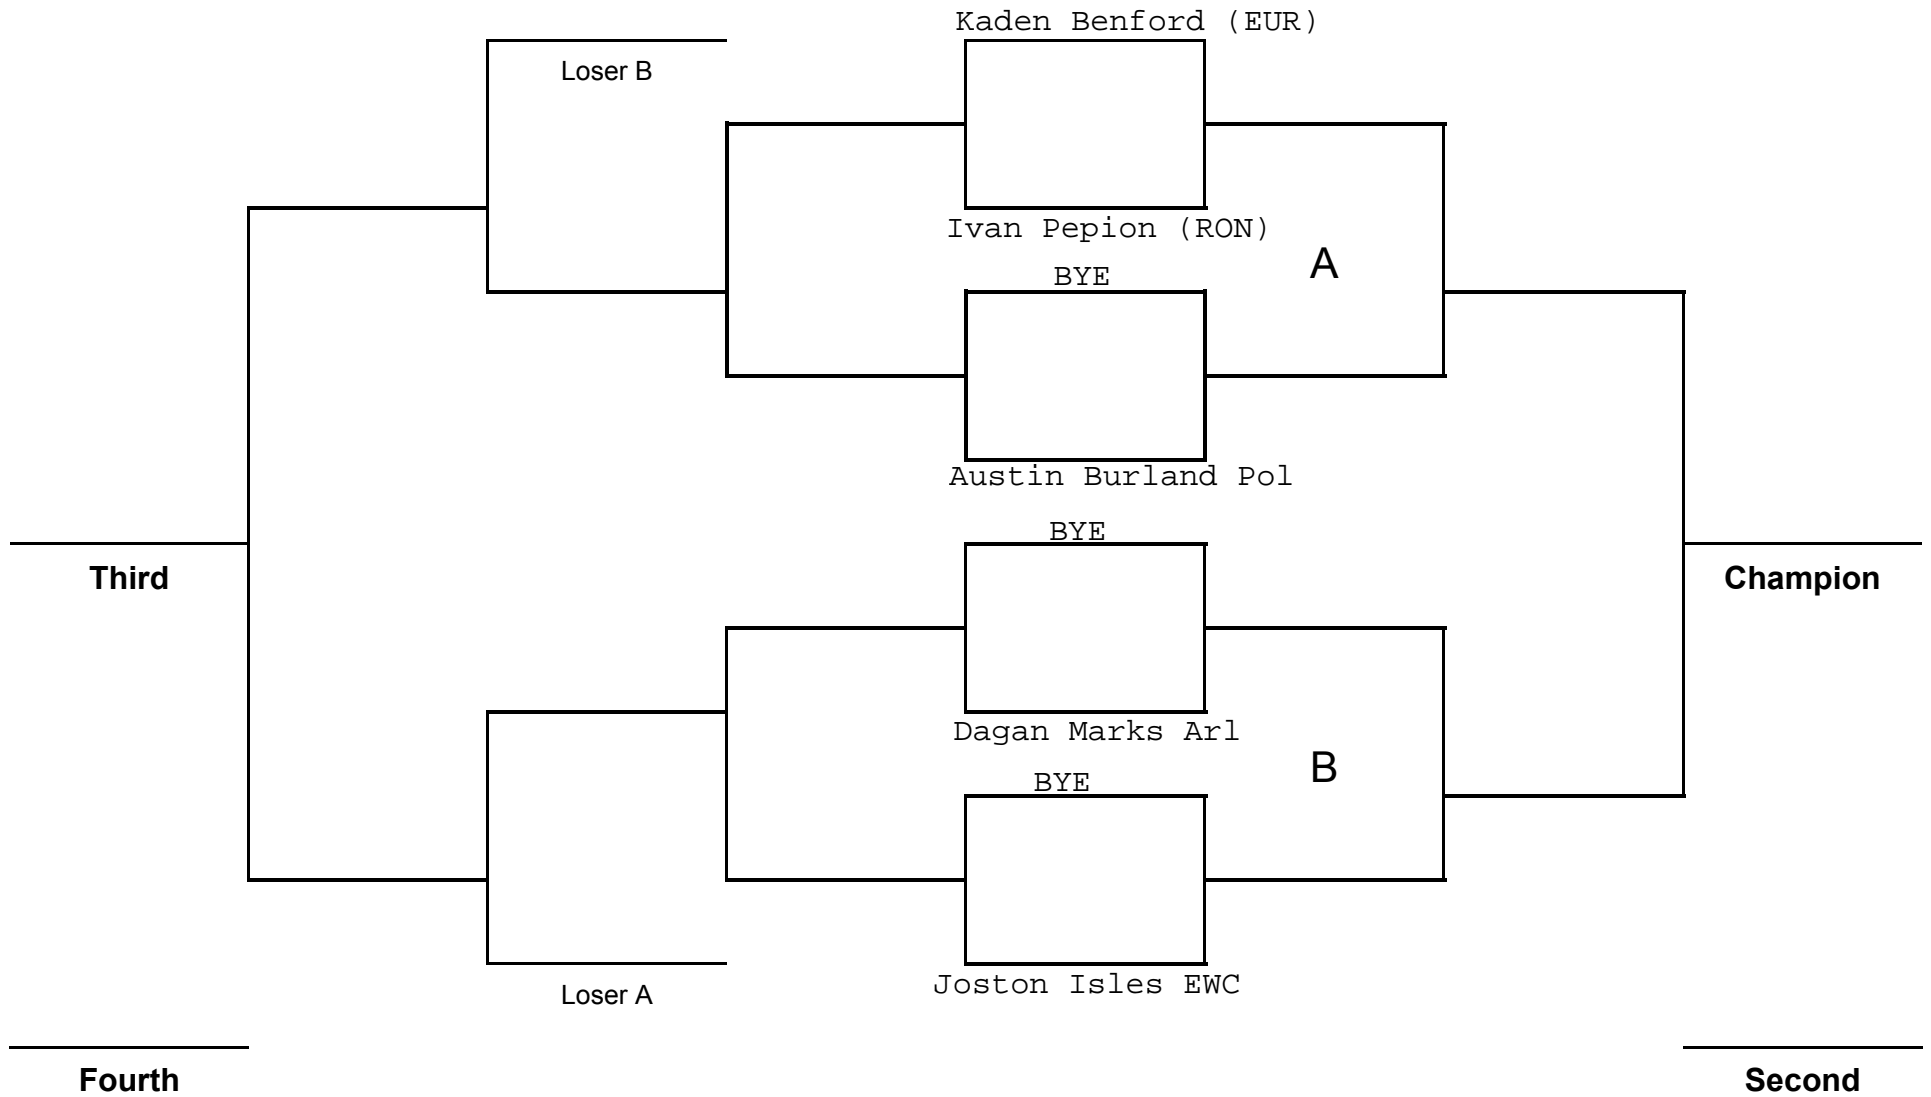 Kaden Benford (EUR)
Loser B
Ivan Pepion (RON)
A
BYE
Austin Burland Pol
BYE
Third
Champion
Dagan Marks Arl
B
BYE
Joston Isles EWC
Loser A
Fourth
Second